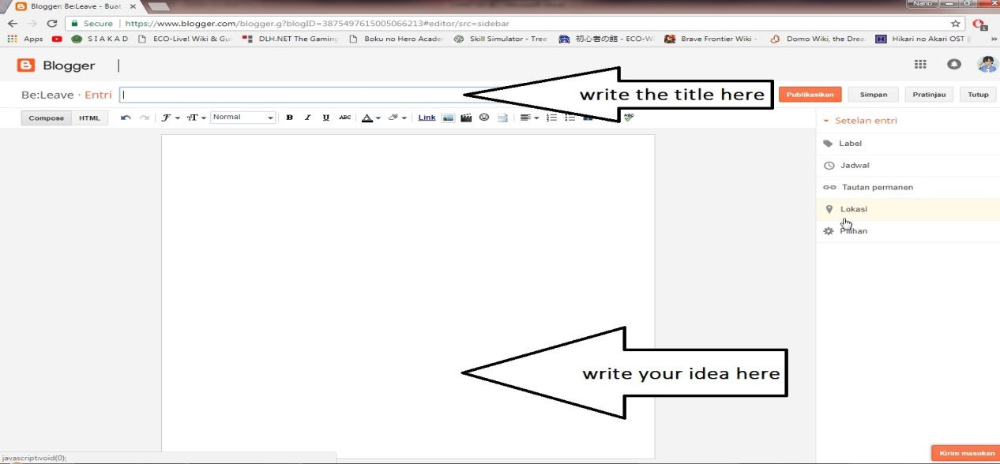 Blogger: Be:Leave - Buat
Nano
Secure https://www.blogger.com/blogger.g?blogID=3875497615005066213#editor/src=sidebar
Apps S I A K A D ECO-Live! Wiki & Gu DLH.NET The Gaming Boku no Hero Acade Skill Simulator - Tree 初心者の館 - ECO-W Brave Frontier Wiki - Domo Wiki, the Drea Hikari no Akari OST »
Blogger
Be:Leave · Entri write the title here Publikasikan Simpan Pratinjau Tutup
Compose HTML Normal B I U ABC A Link ABC
Setelan entri
Label
Jadwal
Tautan permanen
Lokasi
Pilihan
write your idea here
Kirim masukan
javascript:void(0);